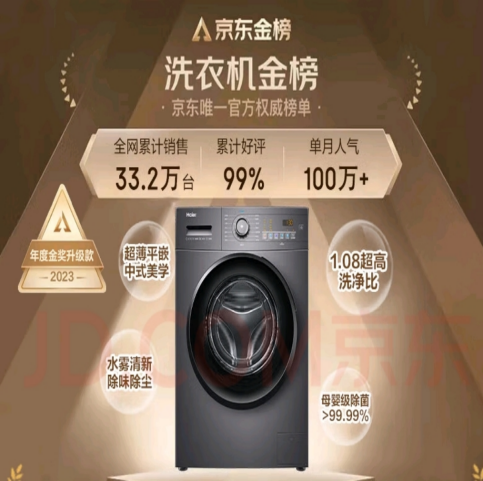 京东金榜
洗衣机金榜
京东唯一官方权威榜单
全网累计销售 累计好评 单月人气
33.2万台 99% 100万+
年度金奖升级款
2023
超薄平嵌
中式美学
1.08超高
洗净比
Haier
水雾清新
除味除尘
母婴级除菌
>99.99%
JD.COM京东